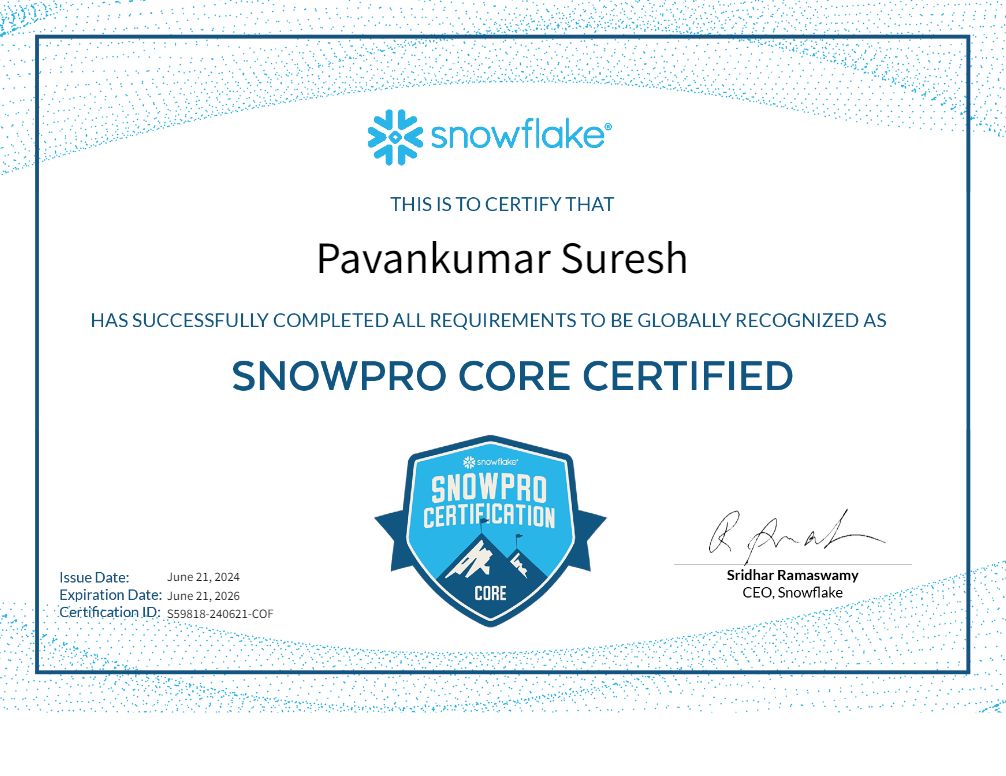 snowflake®
THIS IS TO CERTIFY THAT
Pavankumar Suresh
HAS SUCCESSFULLY COMPLETED ALL REQUIREMENTS TO BE GLOBALLY RECOGNIZED AS
SNOWPRO CORE CERTIFIED
snowflake®
SNOWPRO
CERTIFICATION
CORE
Issue Date: June 21, 2024
Expiration Date: June 21, 2026
Certification ID: S59818-240621-COF
Sridhar Ramaswamy
CEO, Snowflake